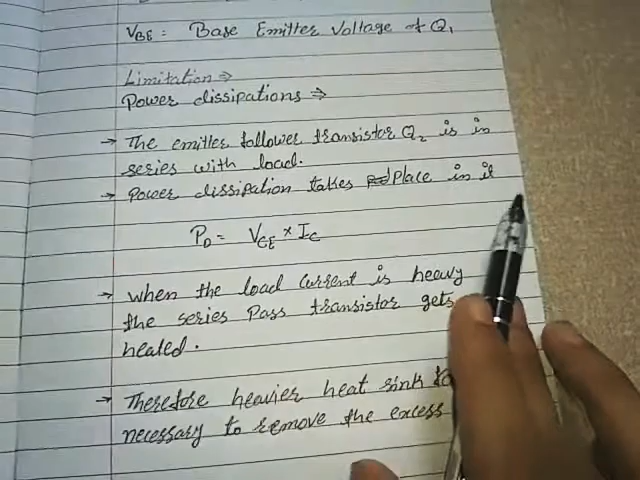 VBE = Base Emitter Voltage of Q1
Limitation ⇒
Power dissipations ⇒
→ The emitter follower transistor Q2 is in
series with load.
→ Power dissipation takes Place in it
PD = VCE × IC
→ when the load current is heavy
the series Pass transistor gets
heated.
→ Therefore heavier heat sink
necessary to remove the excess